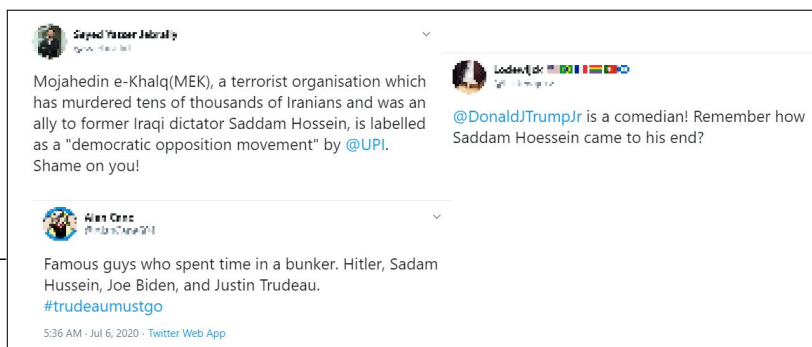 Sayed Yasser Jebraily
Mojahedin e-Khalq(MEK), a terrorist organisation which
has murdered tens of thousands of Iranians and was an
ally to former Iraqi dictator Saddam Hossein, is labelled
as a "democratic opposition movement" by @UPI.
Shame on you!
Alan Cane
Famous guys who spent time in a bunker. Hitler, Sadam
Hussein, Joe Biden, and Justin Trudeau.
#trudeaumustgo
5:36 AM · Jul 6, 2020 · Twitter Web App
Lodewijck
@DonaldJTrumpJr is a comedian! Remember how
Saddam Hoessein came to his end?